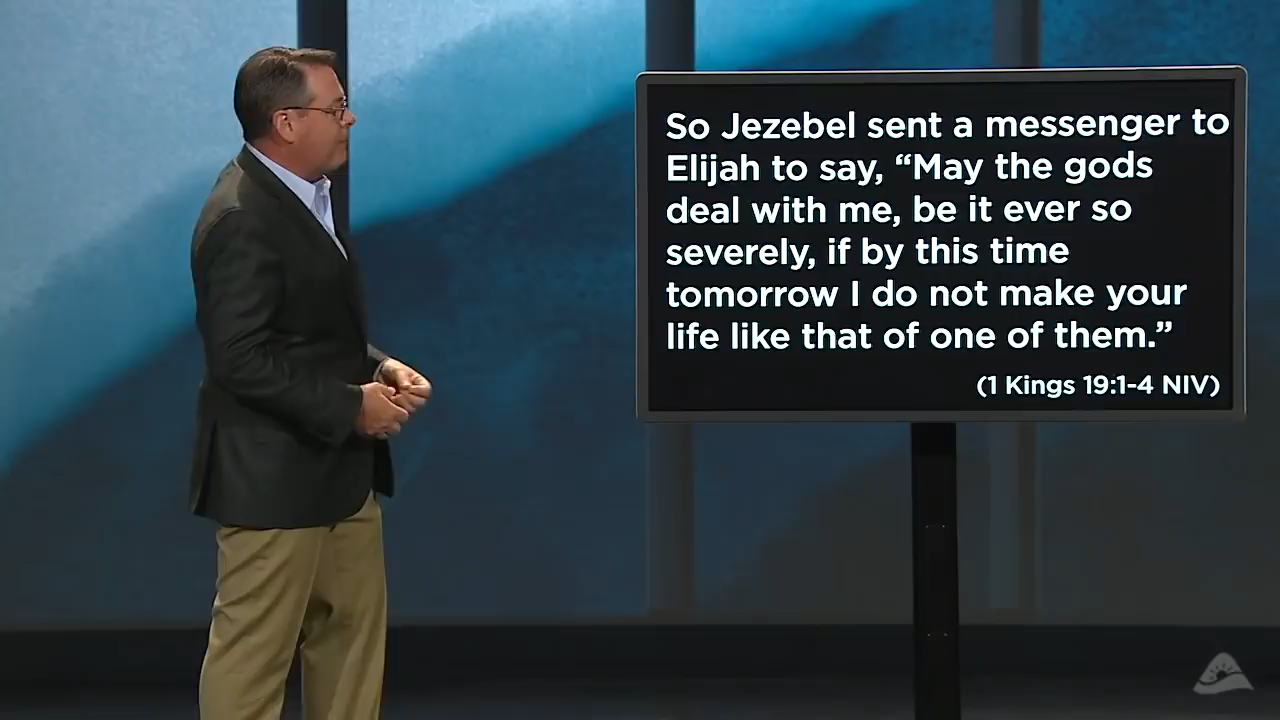 So Jezebel sent a messenger to
Elijah to say, “May the gods
deal with me, be it ever so
severely, if by this time
tomorrow I do not make your
life like that of one of them.”
(1 Kings 19:1-4 NIV)